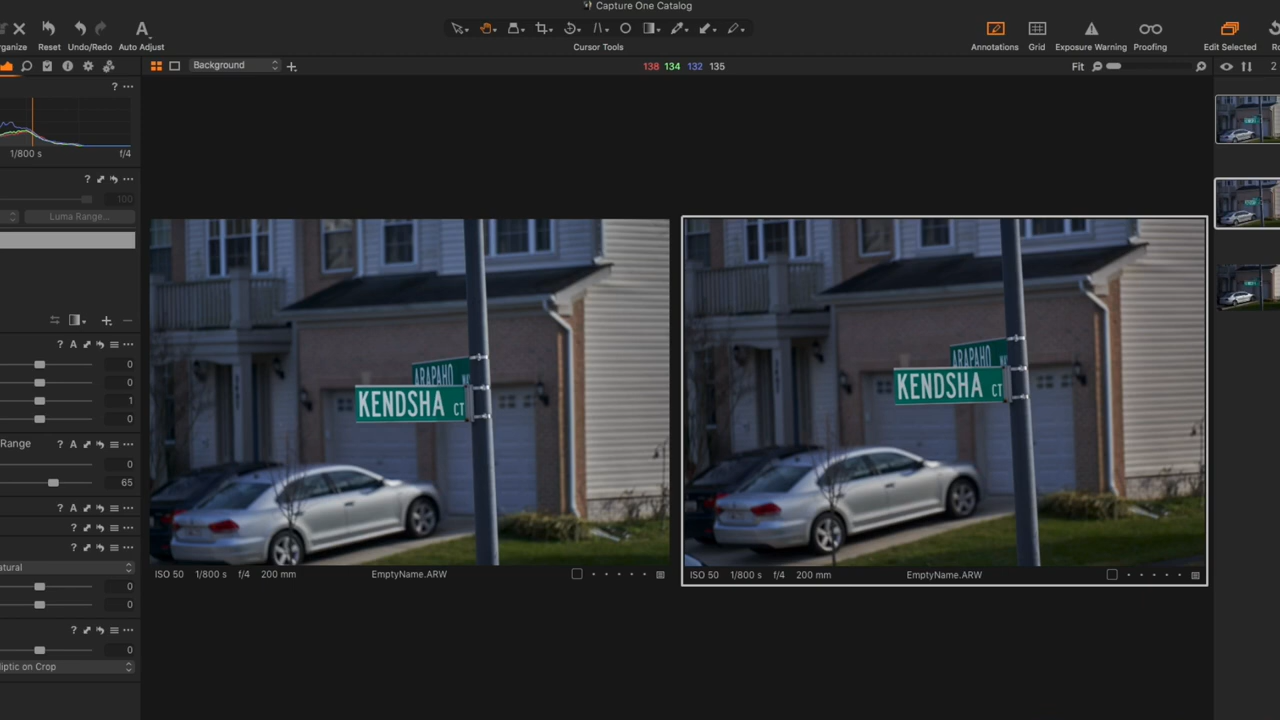 Capture One Catalog
rganize Reset Undo/Redo Auto Adjust Cursor Tools Annotations Grid Exposure Warning Proofing Edit Selected
Background 138 134 132 135 Fit 2
1/800 s f/4
100
Luma Range...
0
0
1
0
Range
0
65
atural
0
0
0
liptic on Crop
ARAPAHO
KENDSHA CT
ISO 50 1/800 s f/4 200 mm EmptyName.ARW
ARAPAHO
KENDSHA CT
ISO 50 1/800 s f/4 200 mm EmptyName.ARW